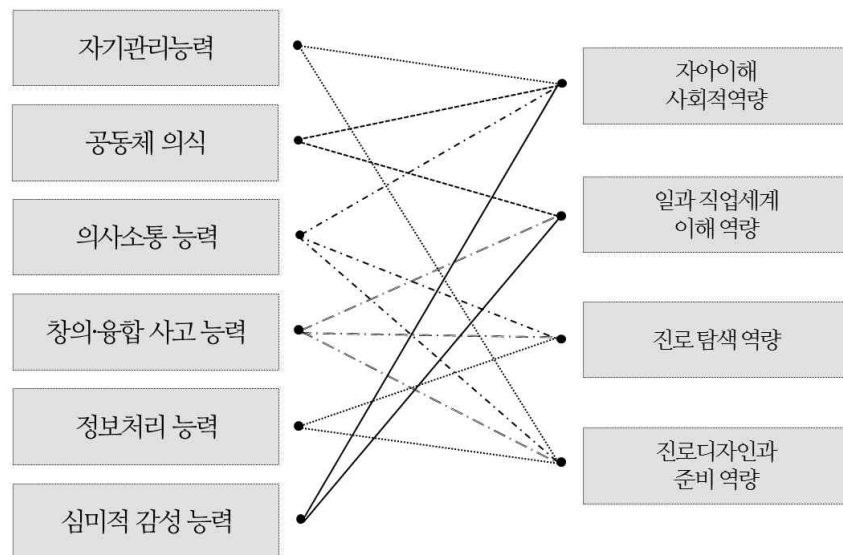 자기관리능력
공동체 의식
의사소통 능력
창의·융합 사고 능력
정보처리 능력
심미적 감성 능력
자아이해
사회적역량
일과 직업세계
이해 역량
진로 탐색 역량
진로디자인과
준비 역량